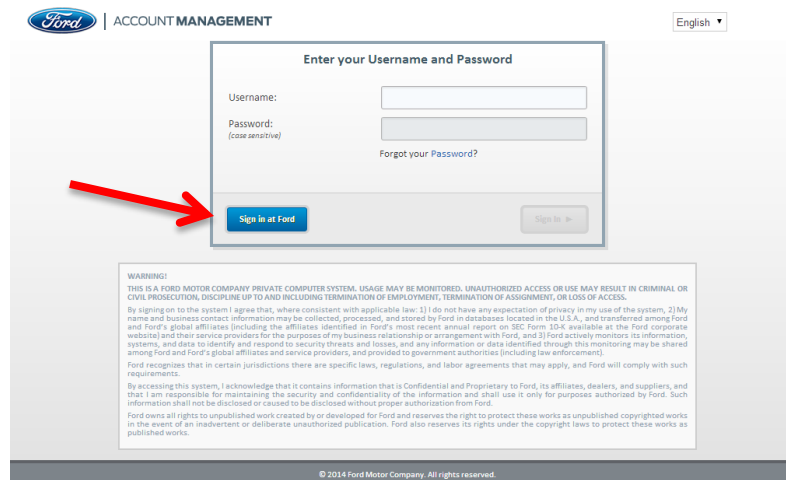 Ford ACCOUNT MANAGEMENT
English
Enter your Username and Password
Username:
Password:
(case sensitive)
Forgot your Password?
Sign in at Ford
Sign In
WARNING!
THIS IS A FORD MOTOR COMPANY PRIVATE COMPUTER SYSTEM. USAGE MAY BE MONITORED. UNAUTHORIZED ACCESS OR USE MAY RESULT IN CRIMINAL OR
CIVIL PROSECUTION, DISCIPLINE UP TO AND INCLUDING TERMINATION OF EMPLOYMENT, TERMINATION OF ASSIGNMENT, OR LOSS OF ACCESS.
By signing on to the system I agree that, where consistent with applicable law: 1) I do not have any expectation of privacy in my use of the system, 2) My
name and business contact information may be collected, processed, and stored by Ford in databases located in the U.S.A., and transferred among Ford
and Ford's global affiliates (including the affiliates identified in Ford's most recent annual report on SEC Form 10-K available at the Ford corporate
website) and their service providers for the purposes of my business relationship or arrangement with Ford, and 3) Ford actively monitors its information,
systems, and data to identify and respond to security threats and losses, and any information or data identified through this monitoring may be shared
among Ford and Ford's global affiliates and service providers, and provided to government authorities (including law enforcement).
Ford recognizes that in certain jurisdictions there are specific laws, regulations, and labor agreements that may apply, and Ford will comply with such
requirements.
By accessing this system, I acknowledge that it contains information that is Confidential and Proprietary to Ford, its affiliates, dealers, and suppliers, and
that I am responsible for maintaining the security and confidentiality of the information and shall use it only for purposes authorized by Ford. Such
information shall not be disclosed or caused to be disclosed without proper authorization from Ford.
Ford owns all rights to unpublished work created by or developed for Ford and reserves the right to protect these works as unpublished copyrighted works
in the event of an inadvertent or deliberate unauthorized publication. Ford also reserves its rights under the copyright laws to protect these works as
published works.
© 2014 Ford Motor Company. All rights reserved.